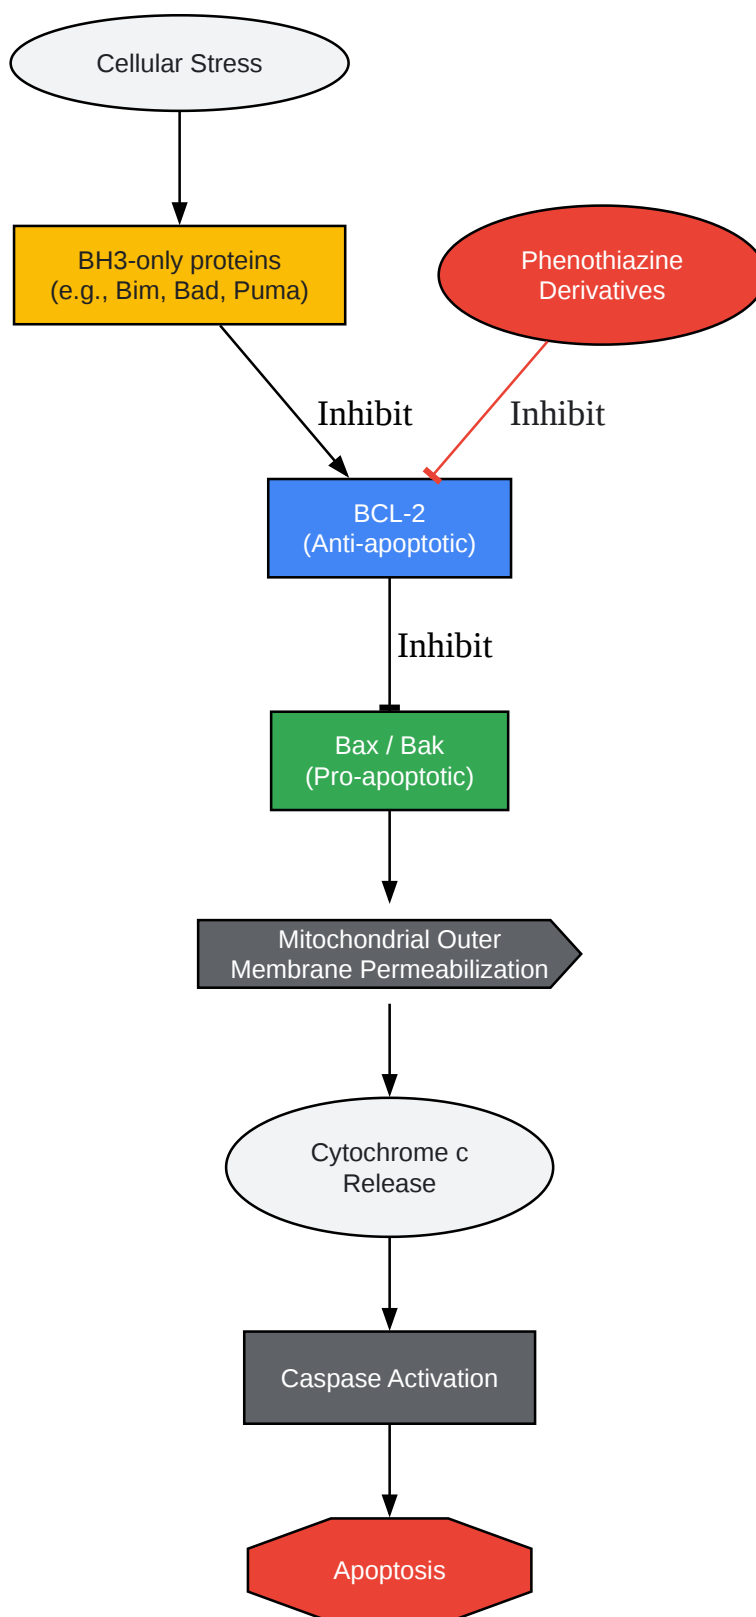 Cellular Stress
BH3-only proteins
(e.g., Bim, Bad, Puma)
Phenothiazine
Derivatives
Inhibit
Inhibit
BCL-2
(Anti-apoptotic)
Inhibit
Bax / Bak
(Pro-apoptotic)
Mitochondrial Outer
Membrane Permeabilization
Cytochrome c
Release
Caspase Activation
Apoptosis